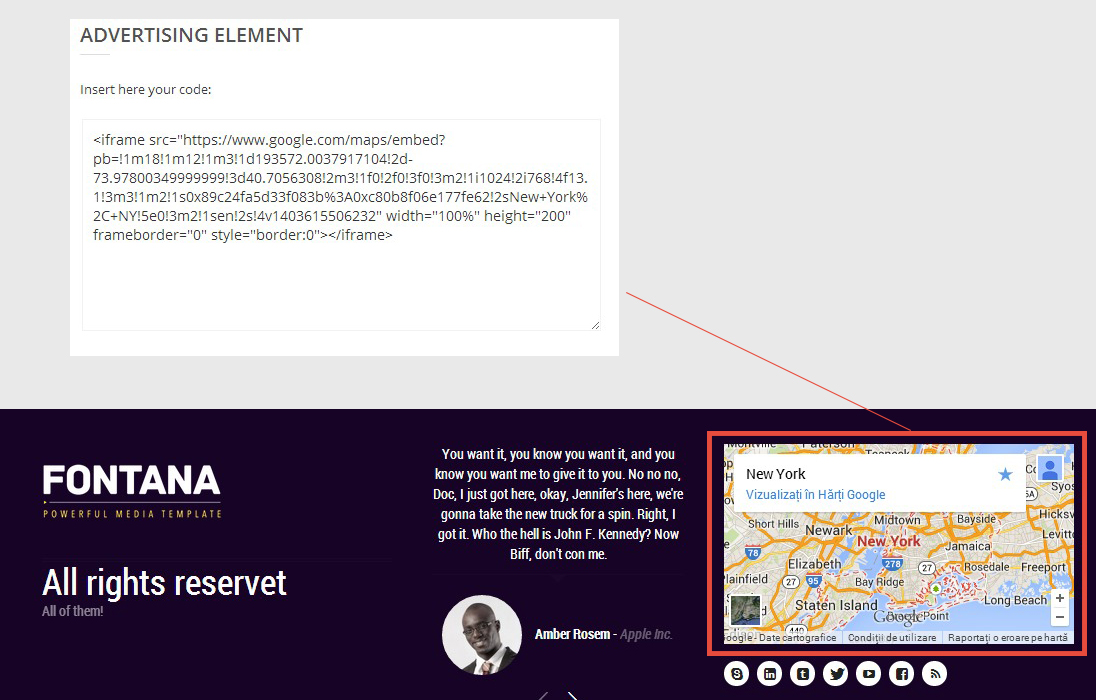 ADVERTISING ELEMENT
Insert here your code:
<iframe src="https://www.google.com/maps/embed?
pb=!1m18!1m12!1m3!1d193572.0037917104!2d-
73.97800349999999!3d40.7056308!2m3!1f0!2f0!3f0!3m2!1i1024!2i768!4f13.
1!3m3!1m2!1s0x89c24fa5d33f083b%3A0xc80b8f06e177fe62!2sNew+York%
2C+NY!5e0!3m2!1sen!2s!4v1403615506232" width="100%" height="200"
frameborder="0" style="border:0"></iframe>
FONTANA
POWERFUL MEDIA TEMPLATE
All rights reservet
All of them!
You want it, you know you want it, and you
know you want me to give it to you. No no no,
Doc, I just got here, okay, Jennifer's here, we're
gonna take the new truck for a spin. Right, I
got it. Who the hell is John F. Kennedy? Now
Biff, don't con me.
Amber Rosem - Apple Inc.
Montville Paterson
Teaneck
New York
Vizualizați în Hărți Google
Short Hills Midtown Bayside
Newark
New York
78
Jamaica
Elizabeth 278 Rosedale Freeport
27 95 Bay Ridge 27
Staten Island Long Beach
Google Point
440
Date cartografice Condiții de utilizare Raportați o eroare pe hartă